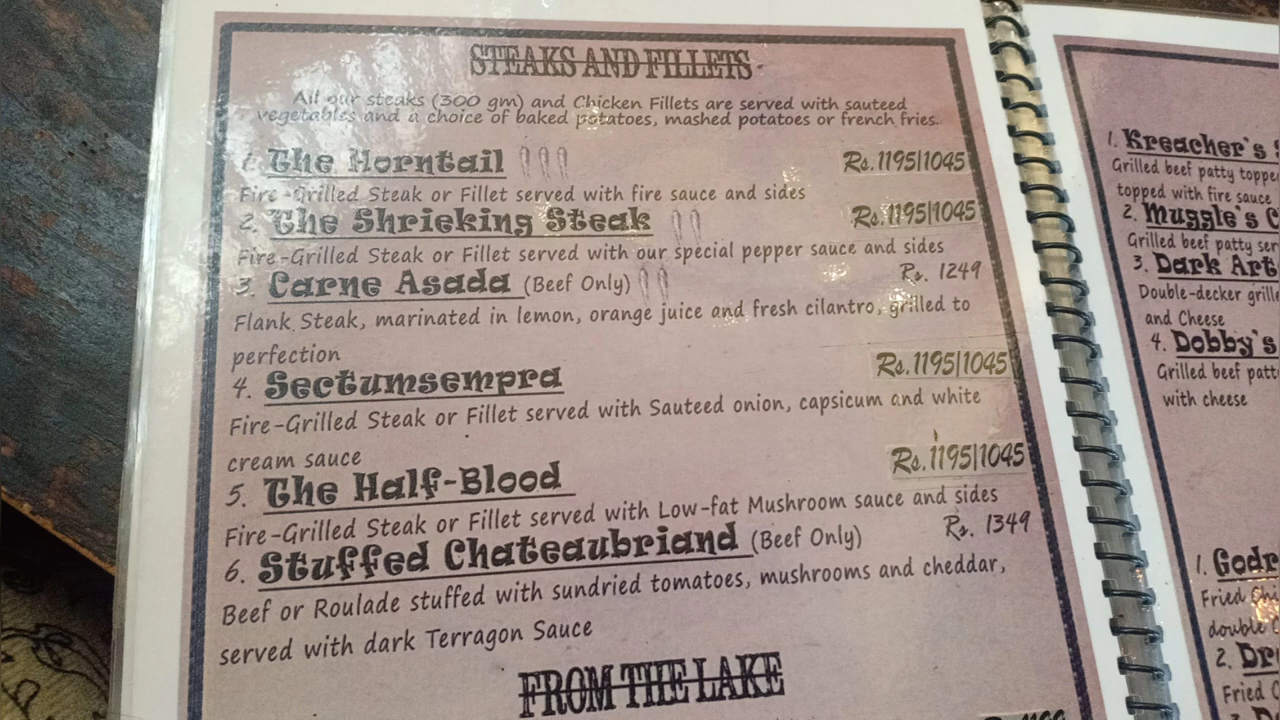 STEAKS AND FILLETS
All our steaks (300 gm) and Chicken Fillets are served with sauteed
vegetables and a choice of baked potatoes, mashed potatoes or french fries.
1. The Horntail Rs.1195|1045
Fire-Grilled Steak or Fillet served with fire sauce and sides
2. The Shrieking Steak Rs.1195|1045
Fire-Grilled Steak or Fillet served with our special pepper sauce and sides
3. Carne Asada (Beef Only) Rs. 1249
Flank Steak, marinated in lemon, orange juice and fresh cilantro, grilled to
perfection
4. Sectumsempra Rs.1195|1045
Fire-Grilled Steak or Fillet served with Sauteed onion, capsicum and white
cream sauce
5. The Half-Blood Rs.1195|1045
Fire-Grilled Steak or Fillet served with Low-fat Mushroom sauce and sides
6. Stuffed Chateaubriand (Beef Only) Rs. 1349
Beef or Roulade stuffed with sundried tomatoes, mushrooms and cheddar,
served with dark Terragon Sauce
FROM THE LAKE
1. Kreacher's
Grilled beef patty
topped with fire sauce
2. Muggle's
Grilled beef patty
3. Dark
Double-decker
and Cheese
4. Dobby's
Grilled beef
with cheese
1.
Fried
double
2.
Fried